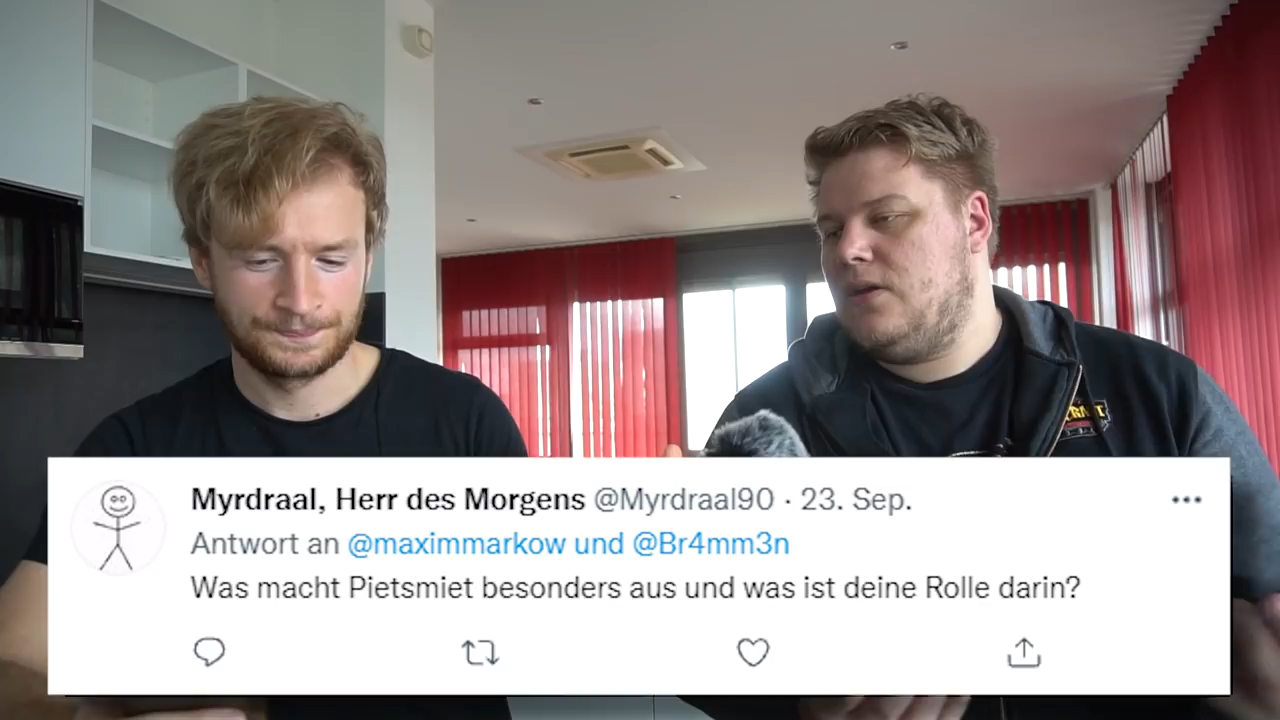 Myrdraal, Herr des Morgens @Myrdraal90 · 23. Sep.
Antwort an @maximmarkow und @Br4mm3n
Was macht Pietsmiet besonders aus und was ist deine Rolle darin?